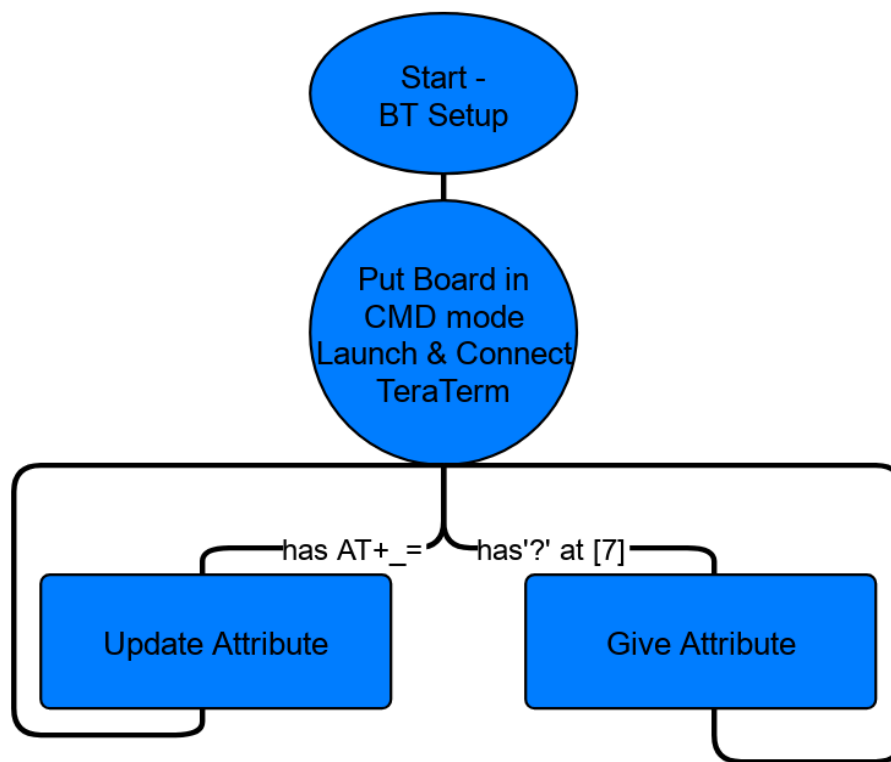 Start -
BT Setup
Put Board in
CMD mode
Launch & Connect
TeraTerm
has AT+_=
has'?' at [7]
Update Attribute
Give Attribute